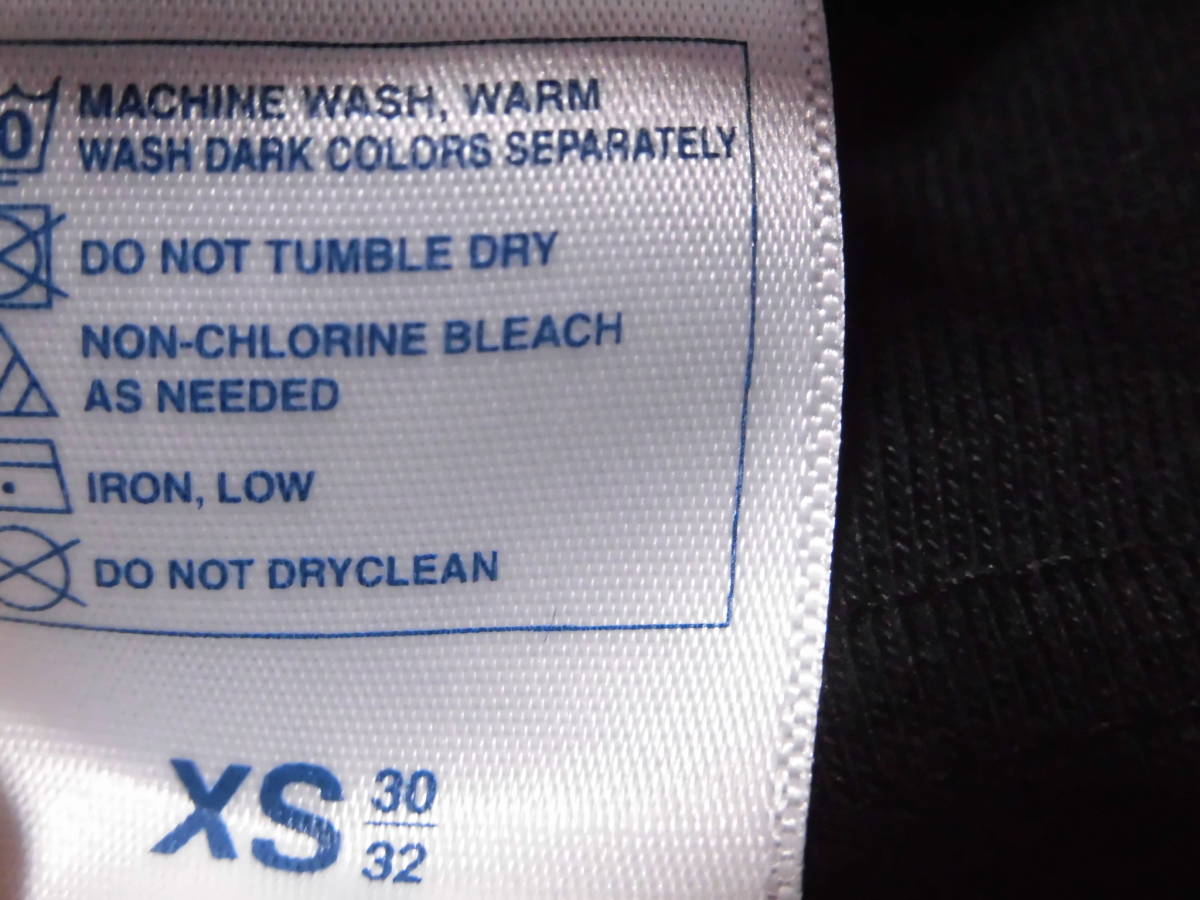 MACHINE WASH, WARM
WASH DARK COLORS SEPARATELY
DO NOT TUMBLE DRY
NON-CHLORINE BLEACH
AS NEEDED
IRON, LOW
DO NOT DRYCLEAN
XS 30
32